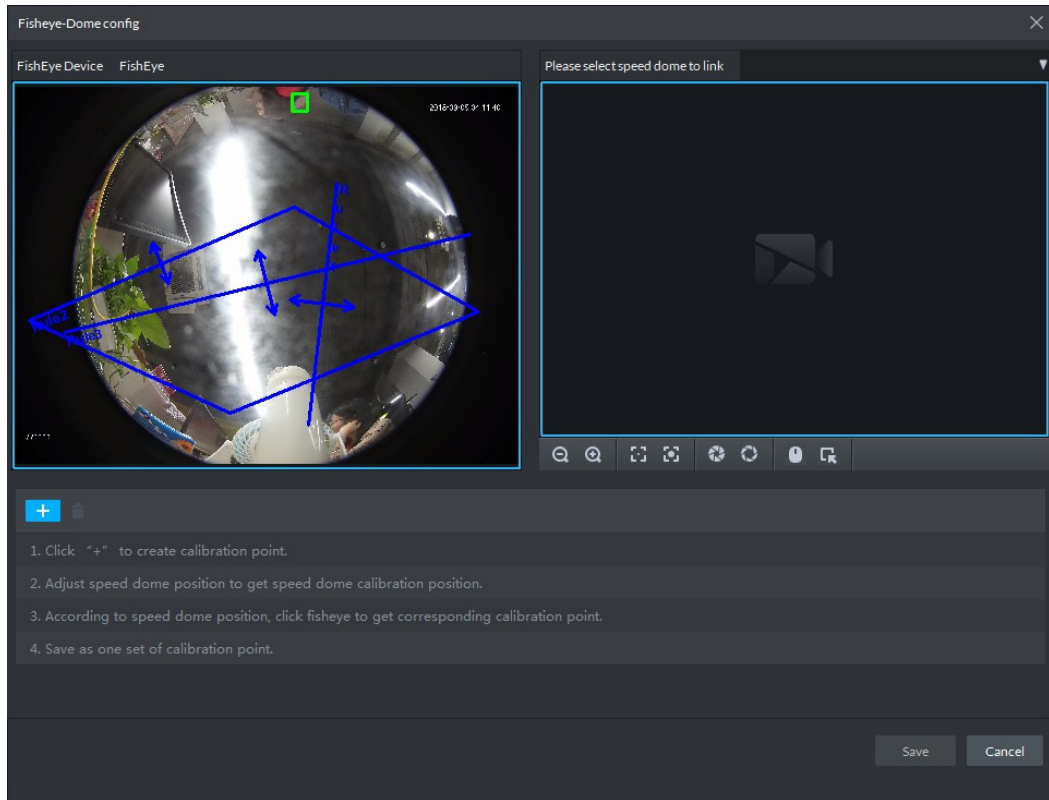 Fisheye-Dome config
FishEye Device FishEye
Please select speed dome to link
Rule2
1. Click “+” to create calibration point.
2. Adjust speed dome position to get speed dome calibration position.
3. According to speed dome position, click fisheye to get corresponding calibration point.
4. Save as one set of calibration point.
Save
Cancel